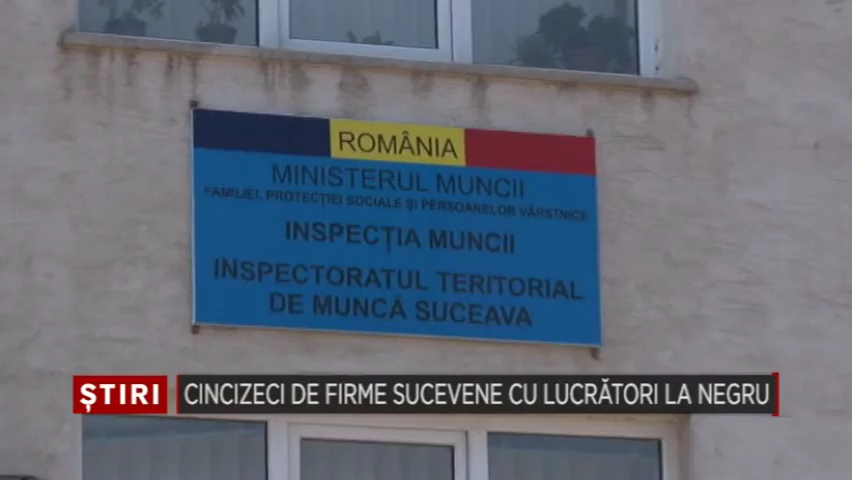 ROMÂNIA
MINISTERUL MUNCII
FAMILIEI, PROTECȚIEI SOCIALE ȘI PERSOANELOR VÂRSTNICE
INSPECȚIA MUNCII
INSPECTORATUL TERITORIAL
DE MUNCĂ SUCEAVA
ȘTIRI CINCIZECI DE FIRME SUCEVENE CU LUCRĂTORI LA NEGRU